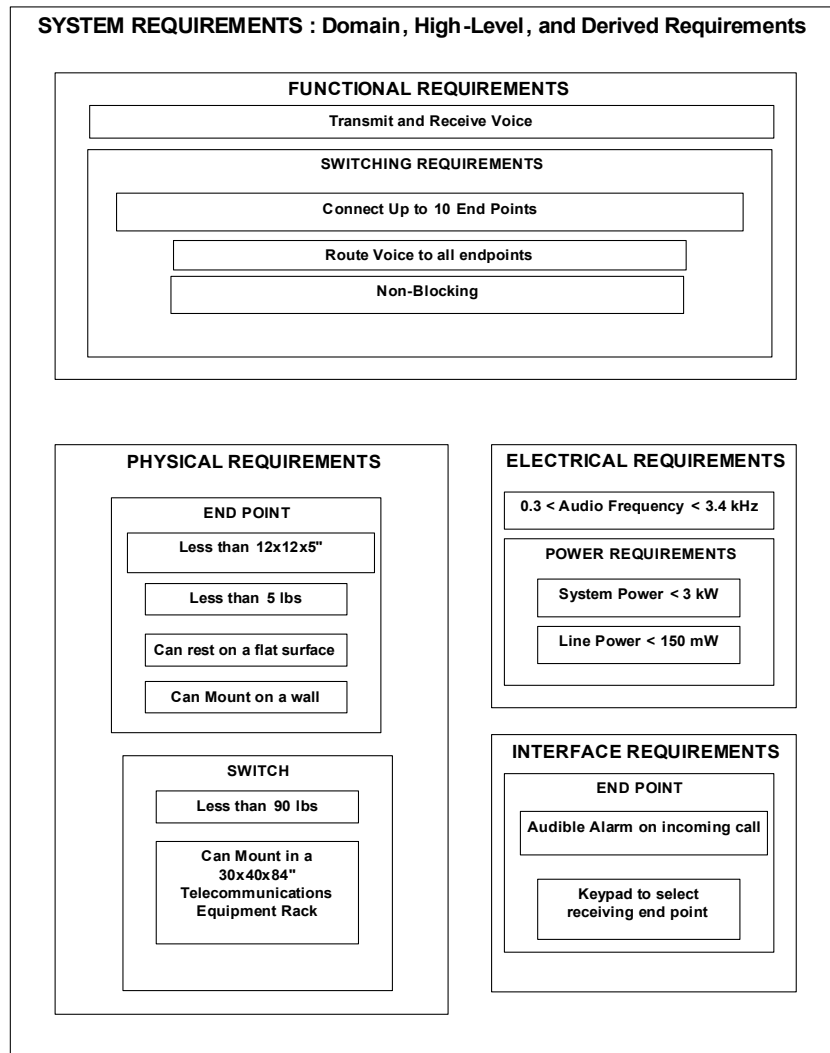 SYSTEM REQUIREMENTS : Domain, High-Level, and Derived Requirements
FUNCTIONAL REQUIREMENTS
Transmit and Receive Voice
SWITCHING REQUIREMENTS
Connect Up to 10 End Points
Route Voice to all endpoints
Non-Blocking
PHYSICAL REQUIREMENTS
END POINT
Less than 12x12x5"
Less than 5 lbs
Can rest on a flat surface
Can Mount on a wall
SWITCH
Less than 90 lbs
Can Mount in a
30x40x84"
Telecommunications
Equipment Rack
ELECTRICAL REQUIREMENTS
0.3 < Audio Frequency < 3.4 kHz
POWER REQUIREMENTS
System Power < 3 kW
Line Power < 150 mW
INTERFACE REQUIREMENTS
END POINT
Audible Alarm on incoming call
Keypad to select
receiving end point